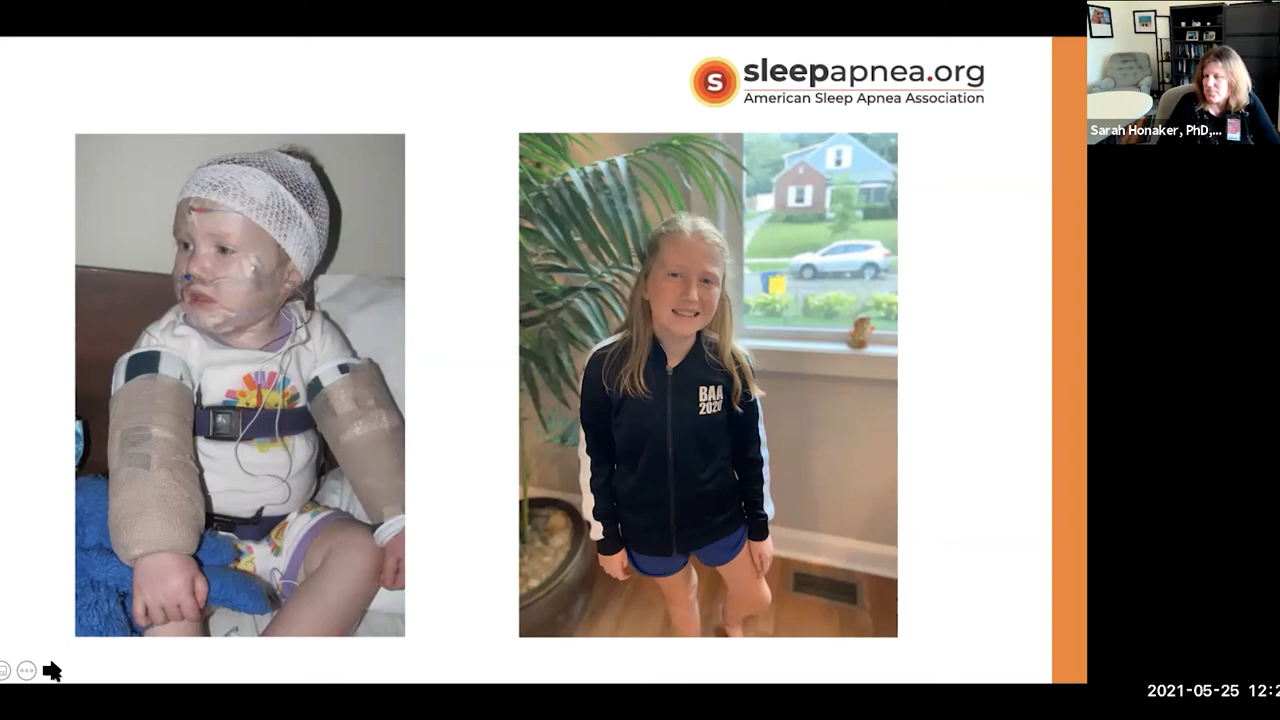 S
sleepapnea.org
American Sleep Apnea Association
BAA
2020
Sarah Honaker, PhD,...
2021-05-25 12:2